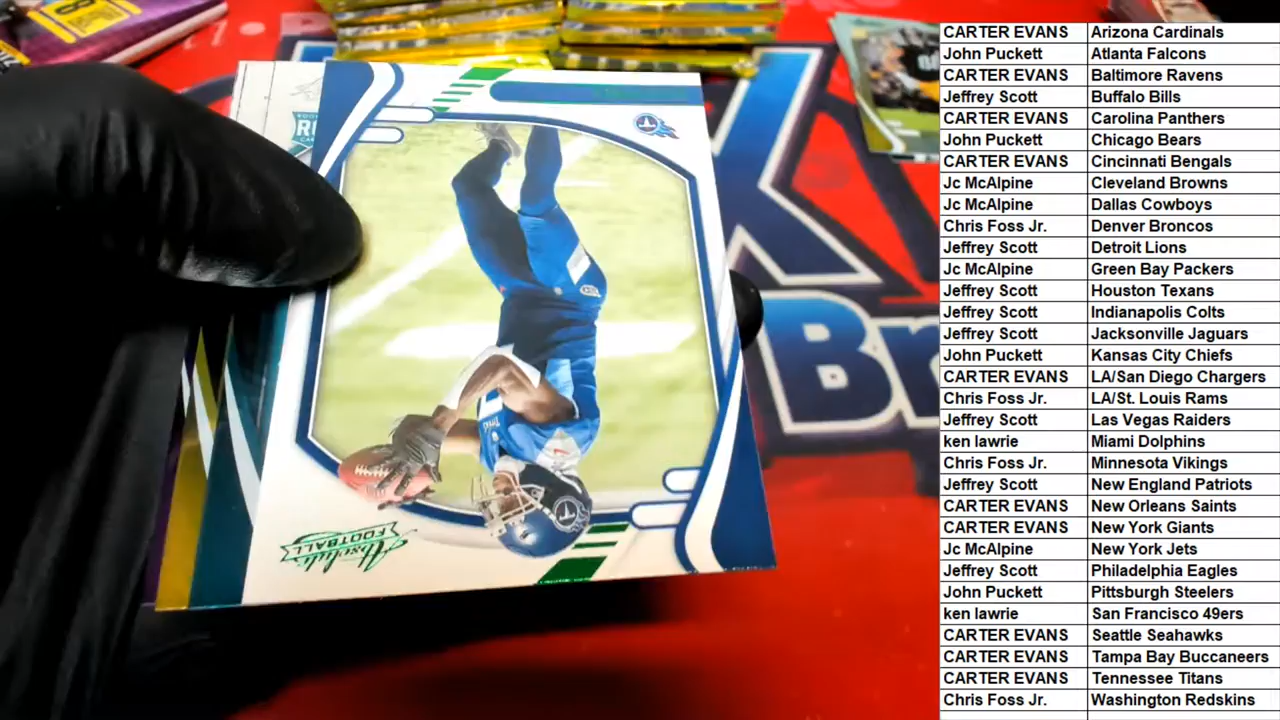 CARTER EVANS Arizona Cardinals
John Puckett Atlanta Falcons
CARTER EVANS Baltimore Ravens
Jeffrey Scott Buffalo Bills
CARTER EVANS Carolina Panthers
John Puckett Chicago Bears
CARTER EVANS Cincinnati Bengals
Jc McAlpine Cleveland Browns
Jc McAlpine Dallas Cowboys
Chris Foss Jr. Denver Broncos
Jeffrey Scott Detroit Lions
Jc McAlpine Green Bay Packers
Jeffrey Scott Houston Texans
Jeffrey Scott Indianapolis Colts
Jeffrey Scott Jacksonville Jaguars
John Puckett Kansas City Chiefs
CARTER EVANS LA/San Diego Chargers
Chris Foss Jr. LA/St. Louis Rams
Jeffrey Scott Las Vegas Raiders
ken lawrie Miami Dolphins
Chris Foss Jr. Minnesota Vikings
Jeffrey Scott New England Patriots
CARTER EVANS New Orleans Saints
CARTER EVANS New York Giants
Jc McAlpine New York Jets
Jeffrey Scott Philadelphia Eagles
John Puckett Pittsburgh Steelers
ken lawrie San Francisco 49ers
CARTER EVANS Seattle Seahawks
CARTER EVANS Tampa Bay Buccaneers
CARTER EVANS Tennessee Titans
Chris Foss Jr. Washington Redskins
Absolute
FOOTBALL